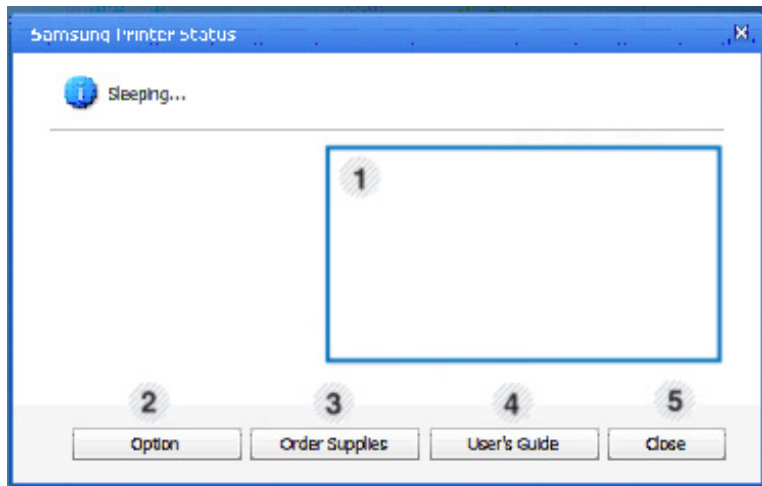 Samsung Printer Status
Sleeping...
1
2
3
4
5
Option
Order Supplies
User's Guide
Close